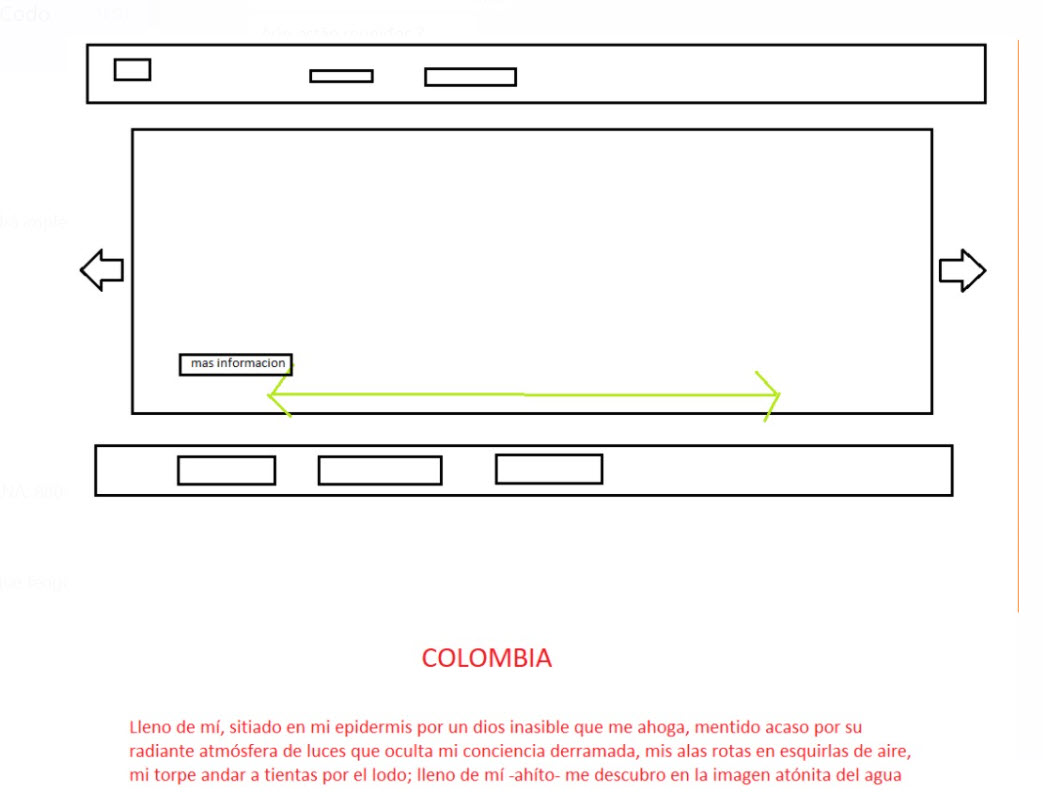 Codo
mas informacion
COLOMBIA
Lleno de mí, sitiado en mi epidermis por un dios inasible que me ahoga, mentido acaso por su
radiante atmósfera de luces que oculta mi conciencia derramada, mis alas rotas en esquirlas de aire,
mi torpe andar a tientas por el lodo; lleno de mí -ahíto- me descubro en la imagen atónita del agua